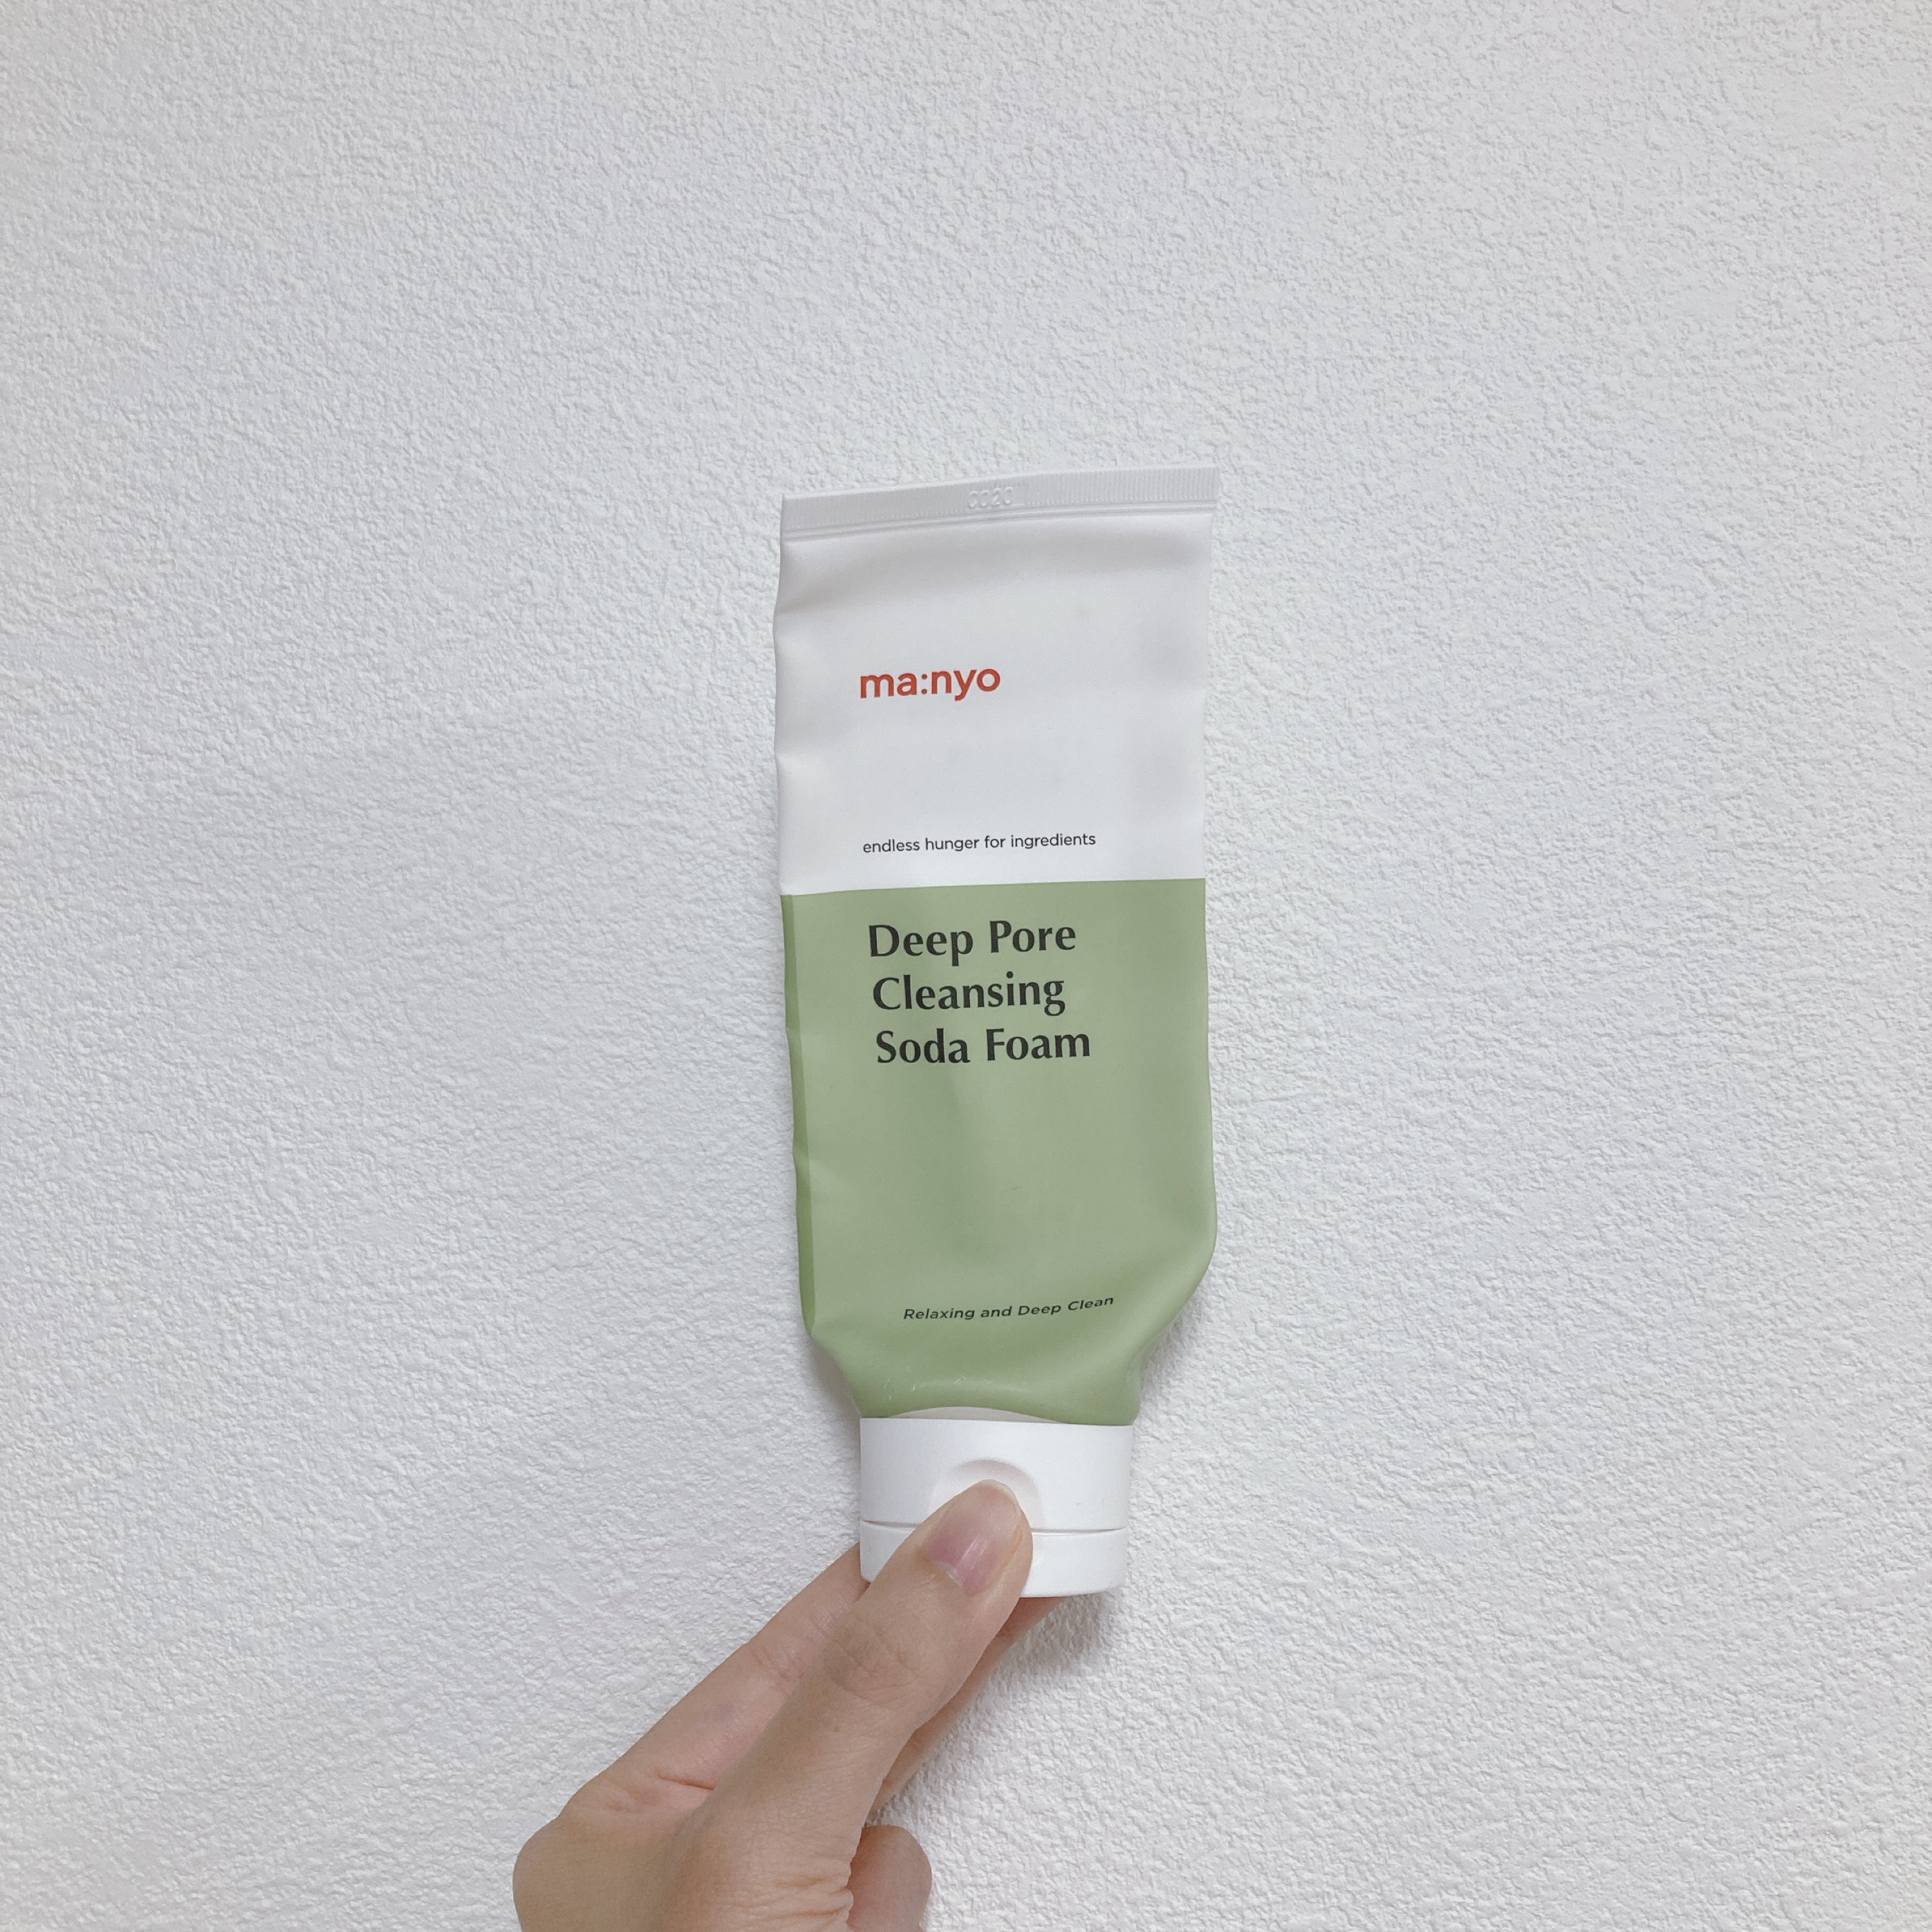 ma:nyo
endless hunger for ingredients
Deep Pore
Cleansing
Soda Foam
Relaxing and Deep Clean